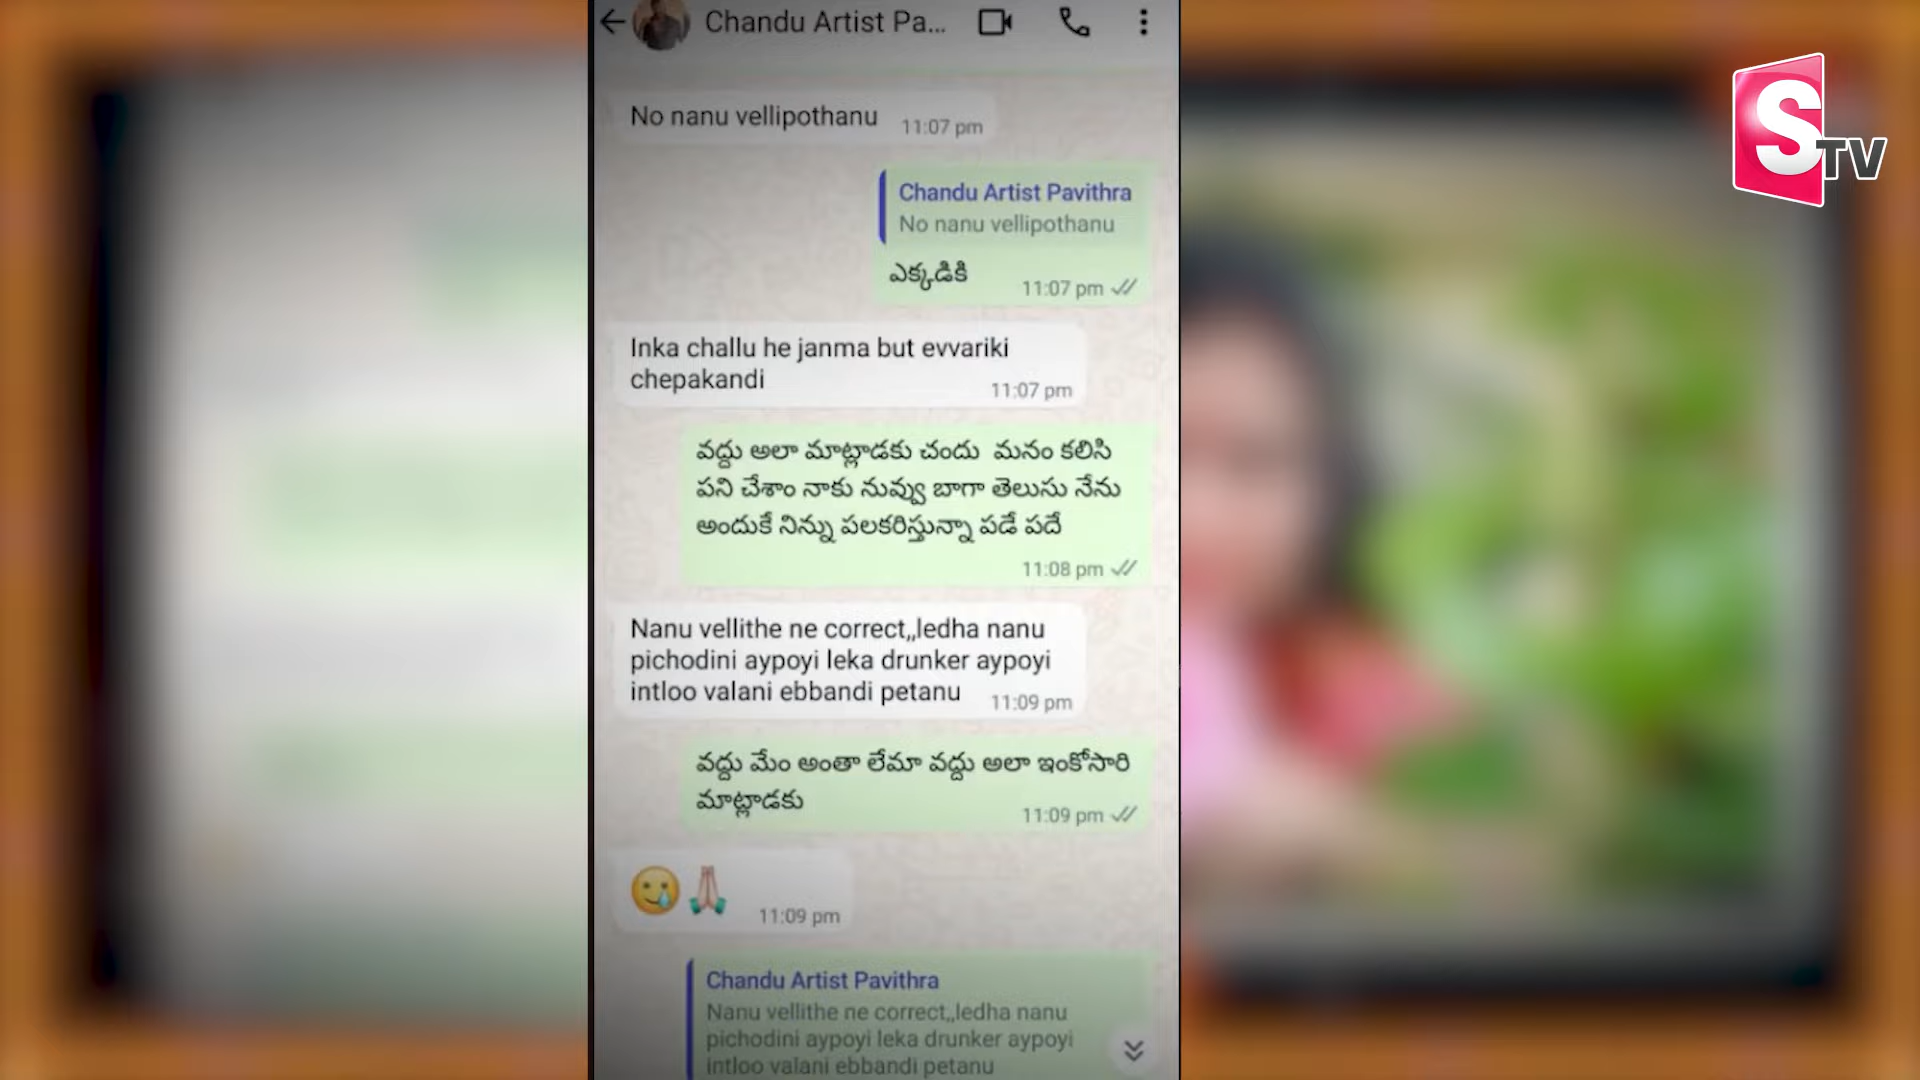 Chandu Artist Pa...
STV
No nanu vellipothanu
11:07 pm
Chandu Artist Pavithra
No nanu vellipothanu
ఎక్కడికి
11:07 pm
Inka challu he janma but evvariki
chepakandi
11:07 pm
వద్దు అలా మాట్లాడకు చందు మనం కలిసి
పని చేశాం నాకు నువ్వు బాగా తెలుసు నేను
అందుకే నిన్ను పలకరిస్తున్నా పడే పదే
11:08 pm
Nanu vellithe ne correct,,ledha nanu
pichodini aypoyi leka drunker aypoyi
intloo valani ebbandi petanu
11:09 pm
వద్దు మేం అంతా లేమా వద్దు అలా ఇంకోసారి
మాట్లాడకు
11:09 pm
11:09 pm
Chandu Artist Pavithra
Nanu vellithe ne correct,,ledha nanu
pichodini aypoyi leka drunker aypoyi
intloo valani ebbandi petanu